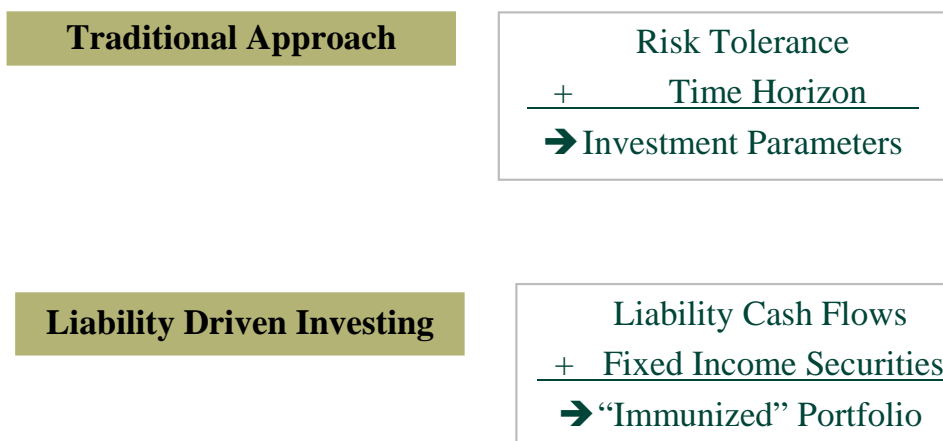 Traditional Approach
Risk Tolerance
+ Time Horizon
➔ Investment Parameters
Liability Driven Investing
Liability Cash Flows
+ Fixed Income Securities
➔ “Immunized” Portfolio